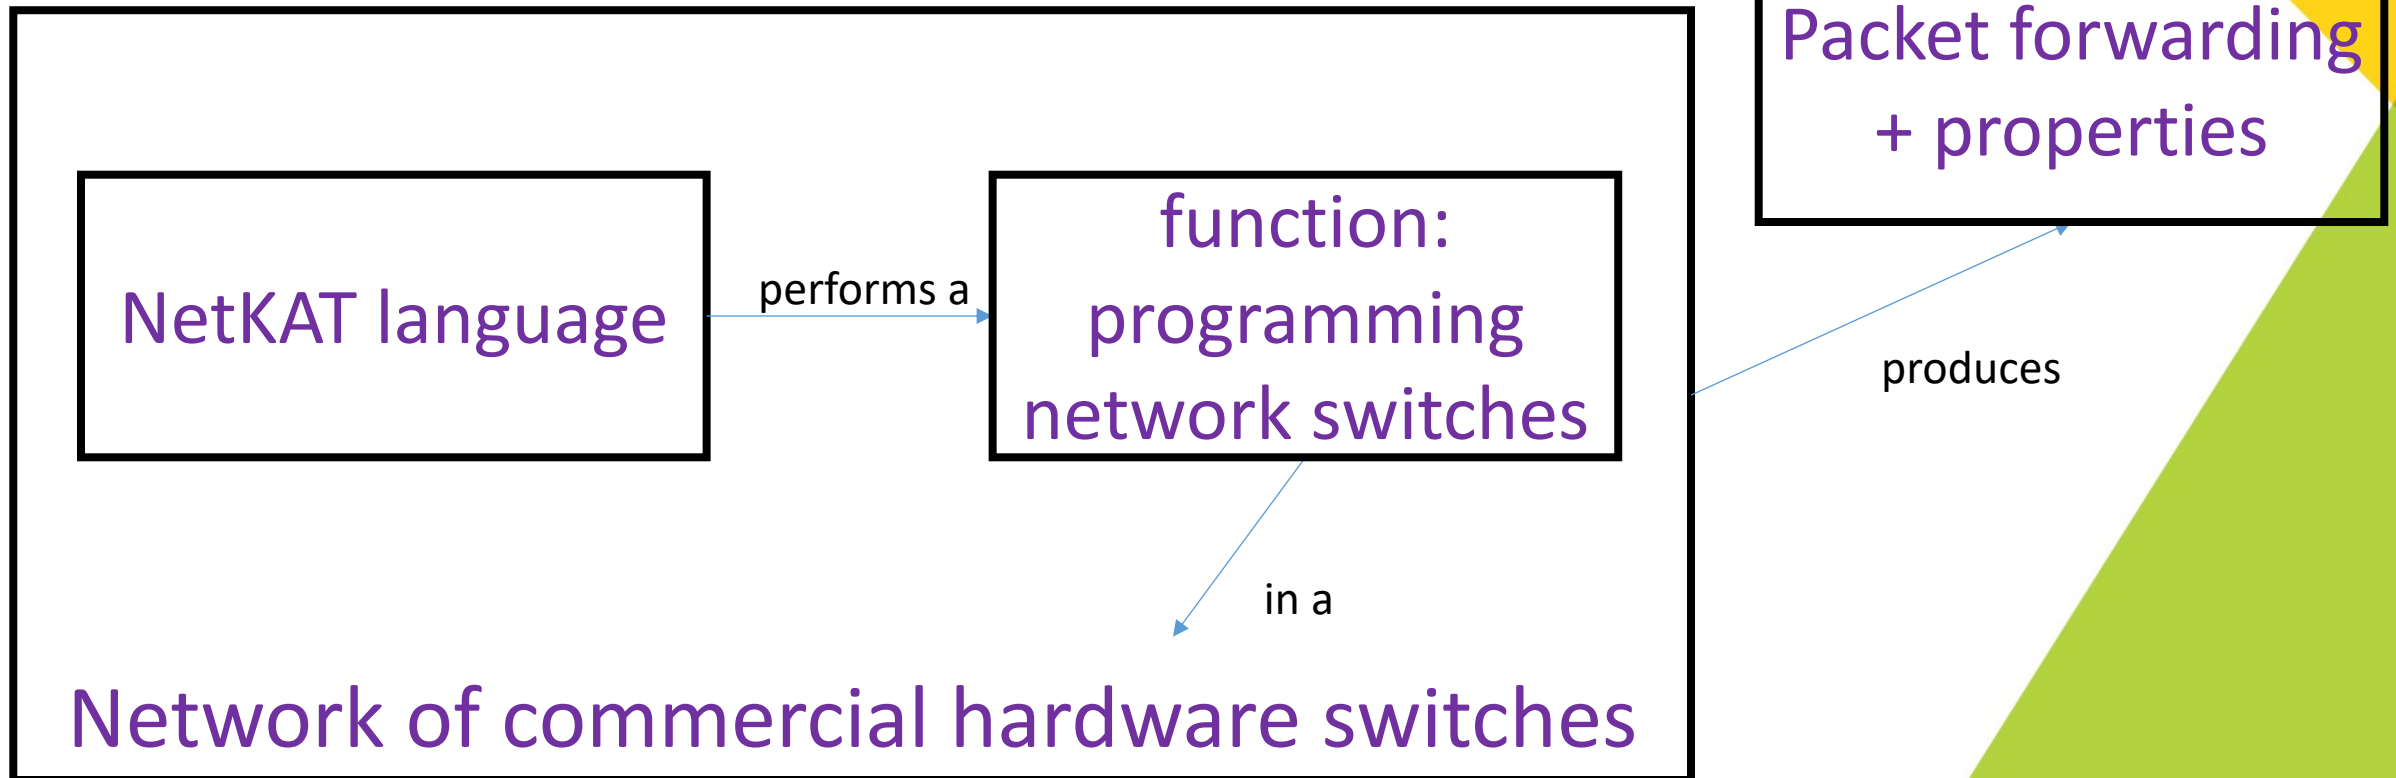 Packet forwarding
+ properties
NetKAT language
performs a
function:
programming
network switches
produces
in a
Network of commercial hardware switches